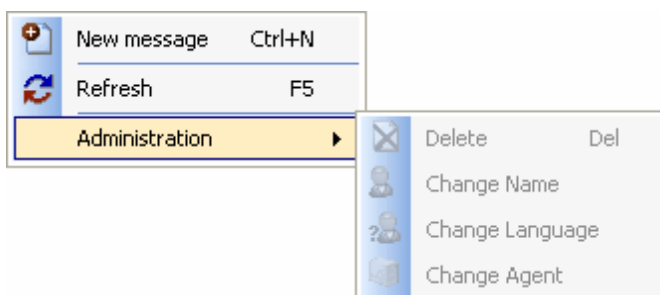 New message Ctrl+N
Refresh F5
Administration
Delete Del
Change Name
Change Language
Change Agent